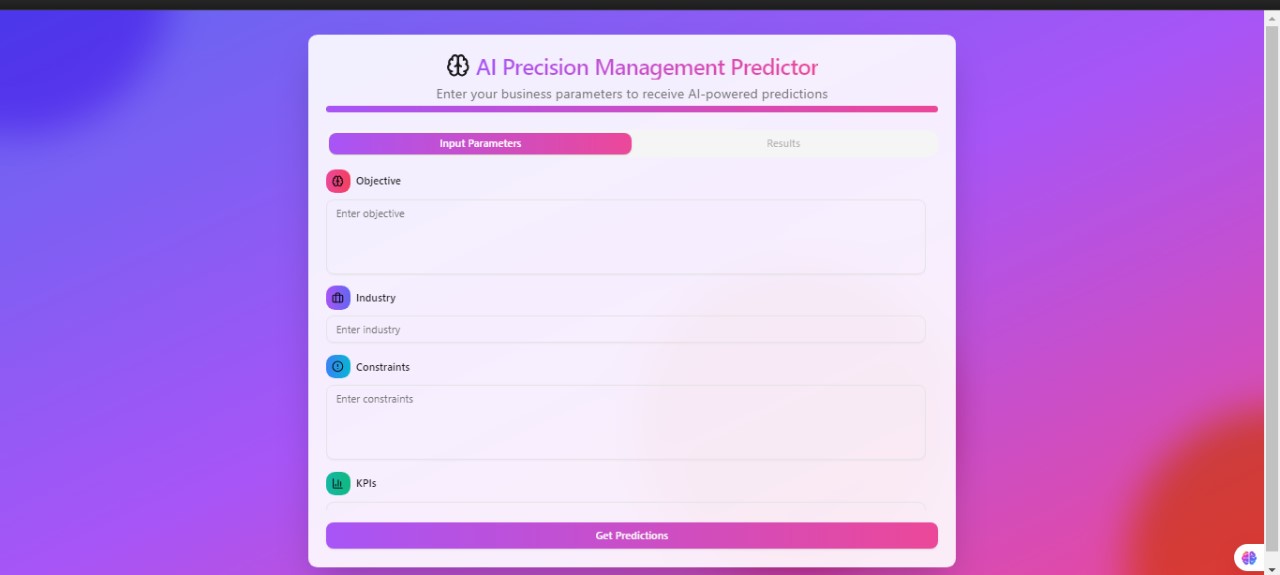 AI Precision Management Predictor
Enter your business parameters to receive AI-powered predictions
Input Parameters
Results
Objective
Enter objective
Industry
Enter industry
Constraints
Enter constraints
KPIs
Get Predictions